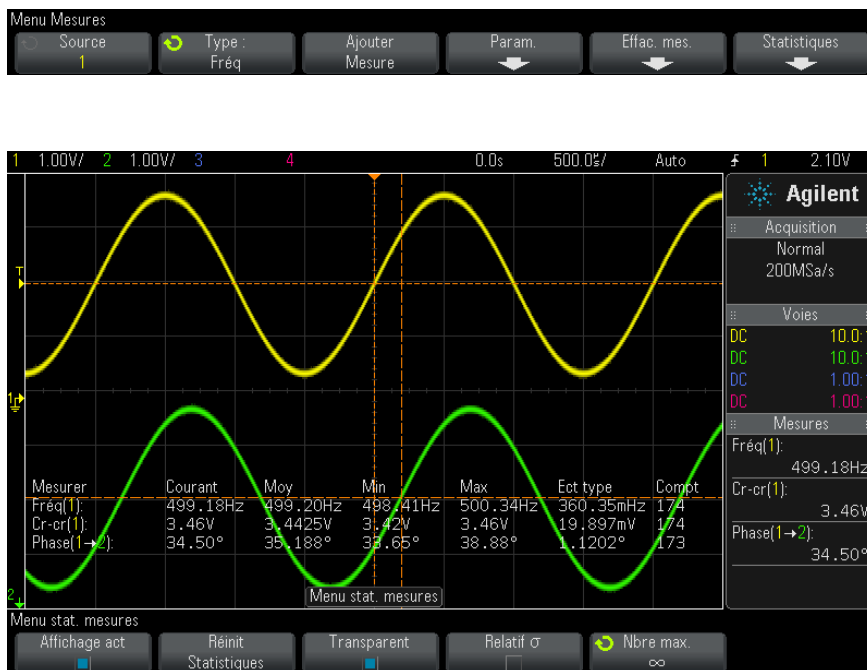 Menu Mesures
Source Type : Ajouter Param. Effac. mes. Statistiques
1 Fréq Mesure
1 1.00V/ 2 1.00V/ 3 4 0.0s 500.0㎲/ Auto 1 2.10V
Agilent
Acquisition
Normal
200MSa/s
Voies
DC 10.0:
DC 10.0:
DC 1.00:
DC 1.00:
Mesures
Fréq(1):
499.18Hz
Cr-cr(1):
3.46V
Phase(1→2):
34.50°
T
1
2
Mesurer Courant Moy Min Max Ect type Compt
Fréq(1): 499.18Hz 499.20Hz 498.41Hz 500.34Hz 360.35mHz 174
Cr-cr(1): 3.46V 3.4425V 3.42V 3.46V 19.897mV 174
Phase(1→2): 34.50° 35.188° 33.65° 38.88° 1.1202° 173
Menu stat. mesures
Menu stat. mesures
Affichage act Réinit Transparent Relatif σ Nbre max.
Statistiques ∞